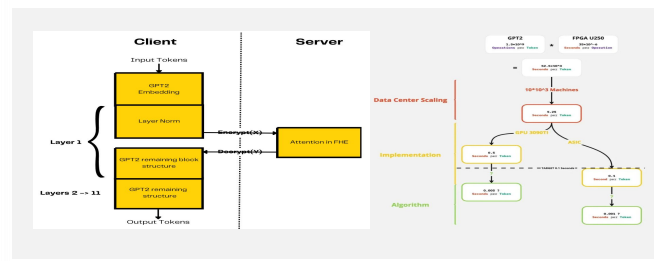 Client
Server
Input Tokens
GPT2
Embedding
Layer Norm
Encrypt(X)
Attention in FHE
Decrypt(Y)
Layer 1
GPT2 remaining block
structure
Layers 2 -> 11
GPT2 remaining
structure
Output Tokens
GPT2
Operations per Token
FPGA U250
Seconds per Operation
Seconds per Token
Data Center Scaling
Machines
Seconds per Token
ASIC
Implementation
Seconds per Token
Seconds per Token
Algorithm
Seconds per Token
Seconds per Token